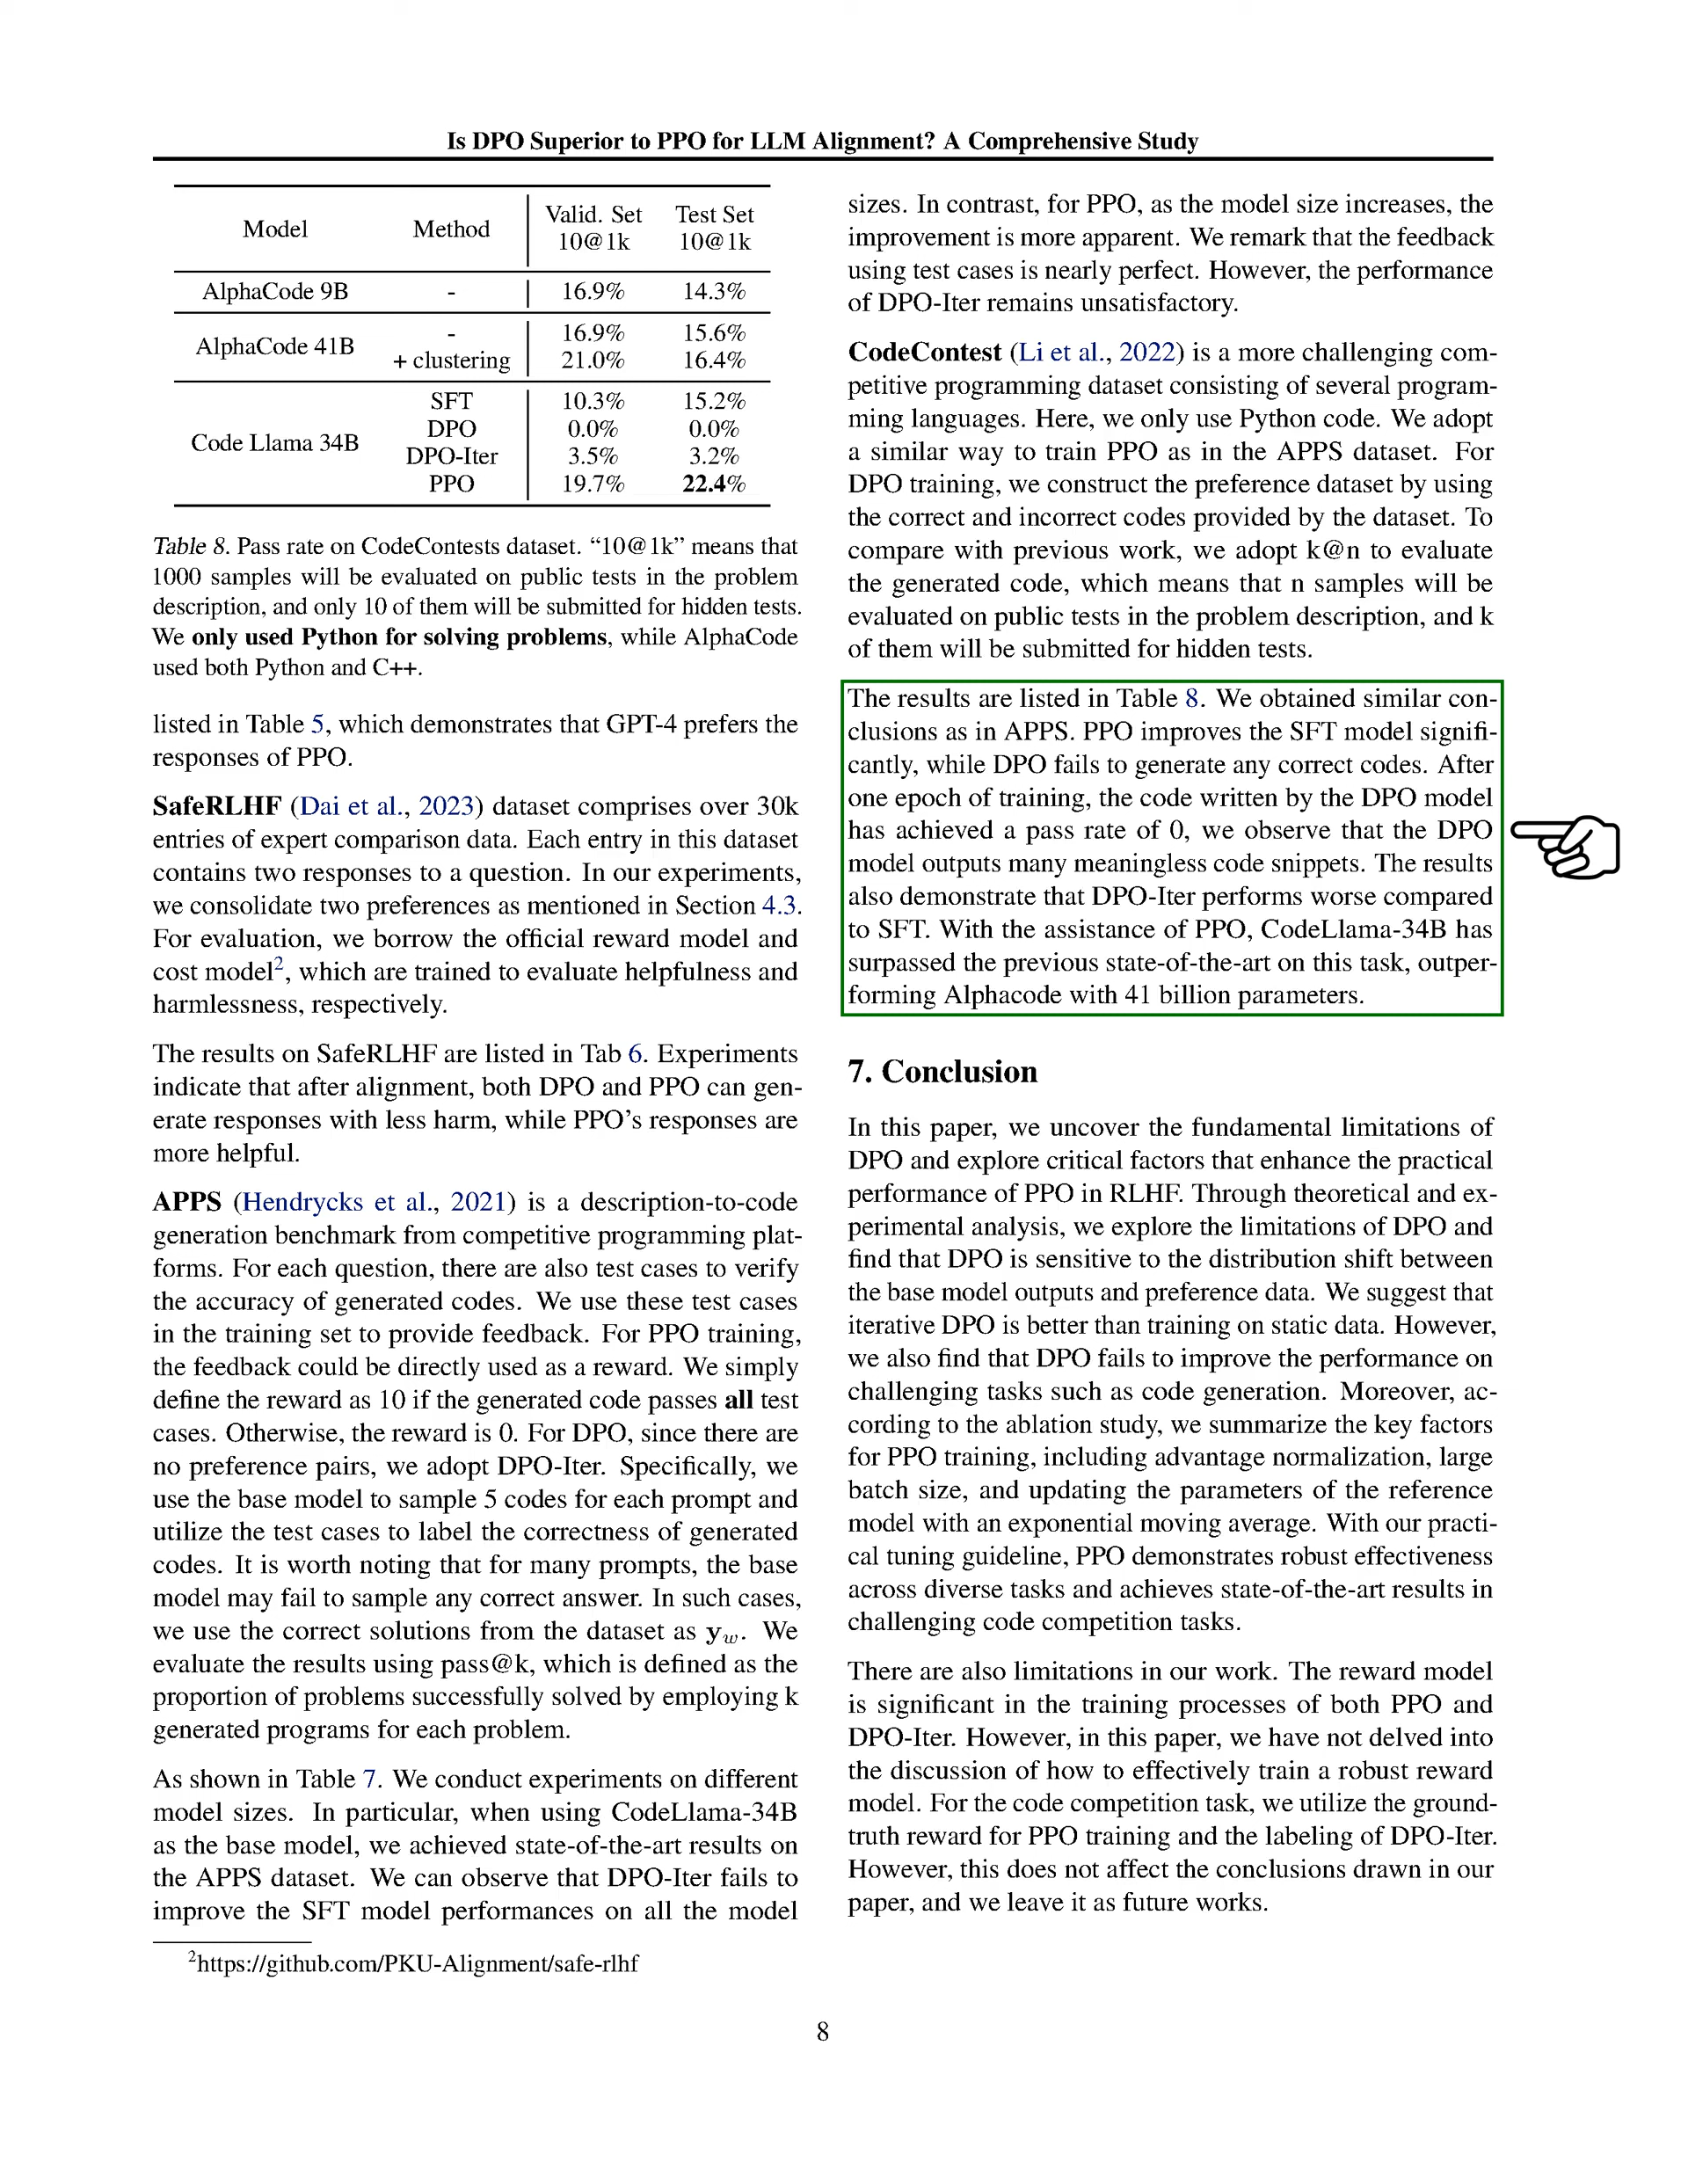 Is DPO Superior to PPO for LLM Alignment? A Comprehensive Study
Model Method Valid. Set Test Set
10@1k 10@1k
AlphaCode 9B - 16.9% 14.3%
AlphaCode 41B - 16.9% 15.6%
+ clustering 21.0% 16.4%
Code Llama 34B SFT 10.3% 15.2%
DPO 0.0% 0.0%
DPO-Iter 3.5% 3.2%
PPO 19.7% 22.4%
Table 8. Pass rate on CodeContests dataset. “10@1k” means that
1000 samples will be evaluated on public tests in the problem
description, and only 10 of them will be submitted for hidden tests.
We only used Python for solving problems, while AlphaCode
used both Python and C++.
listed in Table 5, which demonstrates that GPT-4 prefers the
responses of PPO.
SafeRLHF (Dai et al., 2023) dataset comprises over 30k
entries of expert comparison data. Each entry in this dataset
contains two responses to a question. In our experiments,
we consolidate two preferences as mentioned in Section 4.3.
For evaluation, we borrow the official reward model and
cost model2, which are trained to evaluate helpfulness and
harmlessness, respectively.
The results on SafeRLHF are listed in Tab 6. Experiments
indicate that after alignment, both DPO and PPO can gen-
erate responses with less harm, while PPO’s responses are
more helpful.
APPS (Hendrycks et al., 2021) is a description-to-code
generation benchmark from competitive programming plat-
forms. For each question, there are also test cases to verify
the accuracy of generated codes. We use these test cases
in the training set to provide feedback. For PPO training,
the feedback could be directly used as a reward. We simply
define the reward as 10 if the generated code passes all test
cases. Otherwise, the reward is 0. For DPO, since there are
no preference pairs, we adopt DPO-Iter. Specifically, we
use the base model to sample 5 codes for each prompt and
utilize the test cases to label the correctness of generated
codes. It is worth noting that for many prompts, the base
model may fail to sample any correct answer. In such cases,
we use the correct solutions from the dataset as yw. We
evaluate the results using pass@k, which is defined as the
proportion of problems successfully solved by employing k
generated programs for each problem.
As shown in Table 7. We conduct experiments on different
model sizes. In particular, when using CodeLlama-34B
as the base model, we achieved state-of-the-art results on
the APPS dataset. We can observe that DPO-Iter fails to
improve the SFT model performances on all the model
2https://github.com/PKU-Alignment/safe-rlhf
sizes. In contrast, for PPO, as the model size increases, the
improvement is more apparent. We remark that the feedback
using test cases is nearly perfect. However, the performance
of DPO-Iter remains unsatisfactory.
CodeContest (Li et al., 2022) is a more challenging com-
petitive programming dataset consisting of several program-
ming languages. Here, we only use Python code. We adopt
a similar way to train PPO as in the APPS dataset. For
DPO training, we construct the preference dataset by using
the correct and incorrect codes provided by the dataset. To
compare with previous work, we adopt k@n to evaluate
the generated code, which means that n samples will be
evaluated on public tests in the problem description, and k
of them will be submitted for hidden tests.
The results are listed in Table 8. We obtained similar con-
clusions as in APPS. PPO improves the SFT model signifi-
cantly, while DPO fails to generate any correct codes. After
one epoch of training, the code written by the DPO model
has achieved a pass rate of 0, we observe that the DPO
model outputs many meaningless code snippets. The results
also demonstrate that DPO-Iter performs worse compared
to SFT. With the assistance of PPO, CodeLlama-34B has
surpassed the previous state-of-the-art on this task, outper-
forming Alphacode with 41 billion parameters.
7. Conclusion
In this paper, we uncover the fundamental limitations of
DPO and explore critical factors that enhance the practical
performance of PPO in RLHF. Through theoretical and ex-
perimental analysis, we explore the limitations of DPO and
find that DPO is sensitive to the distribution shift between
the base model outputs and preference data. We suggest that
iterative DPO is better than training on static data. However,
we also find that DPO fails to improve the performance on
challenging tasks such as code generation. Moreover, ac-
cording to the ablation study, we summarize the key factors
for PPO training, including advantage normalization, large
batch size, and updating the parameters of the reference
model with an exponential moving average. With our practi-
cal tuning guideline, PPO demonstrates robust effectiveness
across diverse tasks and achieves state-of-the-art results in
challenging code competition tasks.
There are also limitations in our work. The reward model
is significant in the training processes of both PPO and
DPO-Iter. However, in this paper, we have not delved into
the discussion of how to effectively train a robust reward
model. For the code competition task, we utilize the ground-
truth reward for PPO training and the labeling of DPO-Iter.
However, this does not affect the conclusions drawn in our
paper, and we leave it as future works.
8